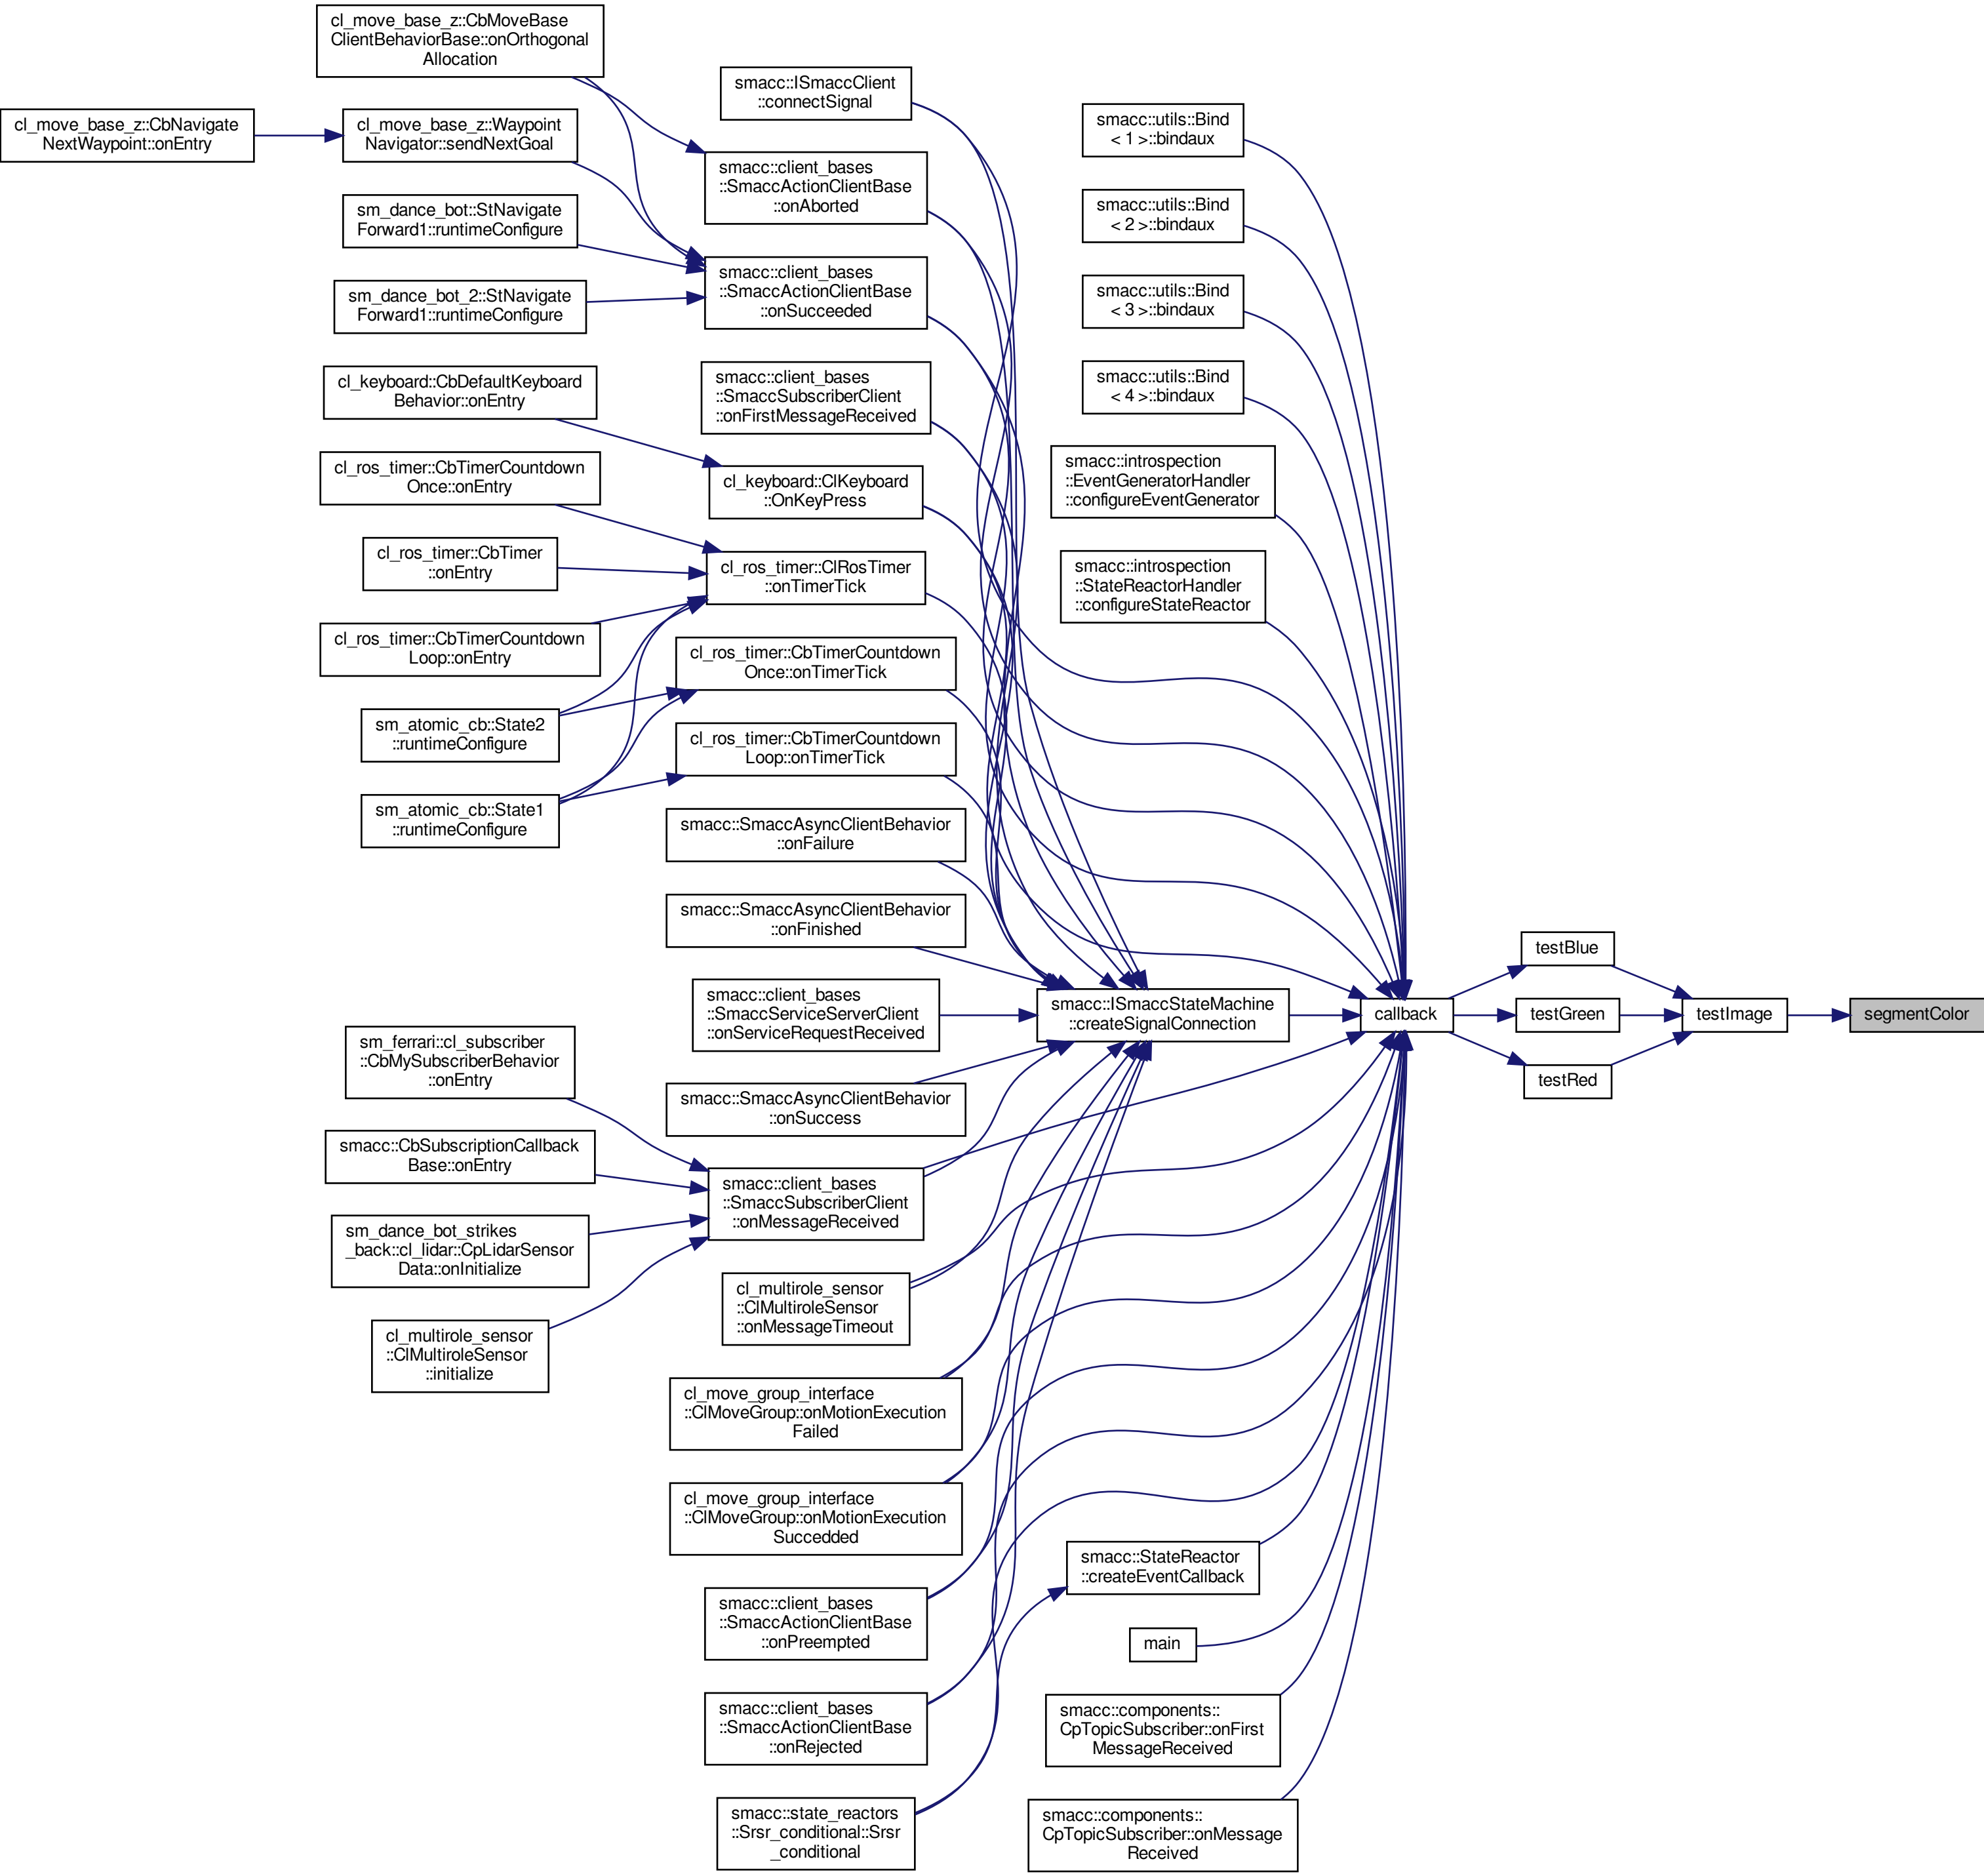 cl_move_base_z::CbMoveBase
ClientBehaviorBase::onOrthogonal
Allocation
cl_move_base_z::CbNavigate
NextWaypoint::onEntry
cl_move_base_z::Waypoint
Navigator::sendNextGoal
sm_dance_bot::StNavigate
Forward1::runtimeConfigure
sm_dance_bot_2::StNavigate
Forward1::runtimeConfigure
cl_keyboard::CbDefaultKeyboard
Behavior::onEntry
cl_ros_timer::CbTimerCountdown
Once::onEntry
cl_ros_timer::CbTimer
::onEntry
cl_ros_timer::CbTimerCountdown
Loop::onEntry
sm_atomic_cb::State2
::runtimeConfigure
sm_atomic_cb::State1
::runtimeConfigure
sm_ferrari::cl_subscriber
::CbMySubscriberBehavior
::onEntry
smacc::CbSubscriptionCallback
Base::onEntry
sm_dance_bot_strikes
_back::cl_lidar::CpLidarSensor
Data::onInitialize
cl_multirole_sensor
::ClMultiroleSensor
::initialize
smacc::ISmaccClient
::connectSignal
smacc::client_bases
::SmaccActionClientBase
::onAborted
smacc::client_bases
::SmaccActionClientBase
::onSucceeded
smacc::client_bases
::SmaccSubscriberClient
::onFirstMessageReceived
cl_keyboard::ClKeyboard
::OnKeyPress
cl_ros_timer::ClRosTimer
::onTimerTick
cl_ros_timer::CbTimerCountdown
Once::onTimerTick
cl_ros_timer::CbTimerCountdown
Loop::onTimerTick
smacc::SmaccAsyncClientBehavior
::onFailure
smacc::SmaccAsyncClientBehavior
::onFinished
smacc::client_bases
::SmaccServiceServerClient
::onServiceRequestReceived
smacc::SmaccAsyncClientBehavior
::onSuccess
smacc::client_bases
::SmaccSubscriberClient
::onMessageReceived
cl_multirole_sensor
::ClMultiroleSensor
::onMessageTimeout
cl_move_group_interface
::ClMoveGroup::onMotionExecution
Failed
cl_move_group_interface
::ClMoveGroup::onMotionExecution
Succedded
smacc::client_bases
::SmaccActionClientBase
::onPreempted
smacc::client_bases
::SmaccActionClientBase
::onRejected
smacc::state_reactors
::Srsr_conditional::Srsr
_conditional
smacc::utils::Bind
< 1 >::bindaux
smacc::utils::Bind
< 2 >::bindaux
smacc::utils::Bind
< 3 >::bindaux
smacc::utils::Bind
< 4 >::bindaux
smacc::introspection
::EventGeneratorHandler
::configureEventGenerator
smacc::introspection
::StateReactorHandler
::configureStateReactor
smacc::ISmaccStateMachine
::createSignalConnection
smacc::StateReactor
::createEventCallback
main
smacc::components::
CpTopicSubscriber::onFirst
MessageReceived
smacc::components::
CpTopicSubscriber::onMessage
Received
callback
testBlue
testGreen
testRed
testImage
segmentColor